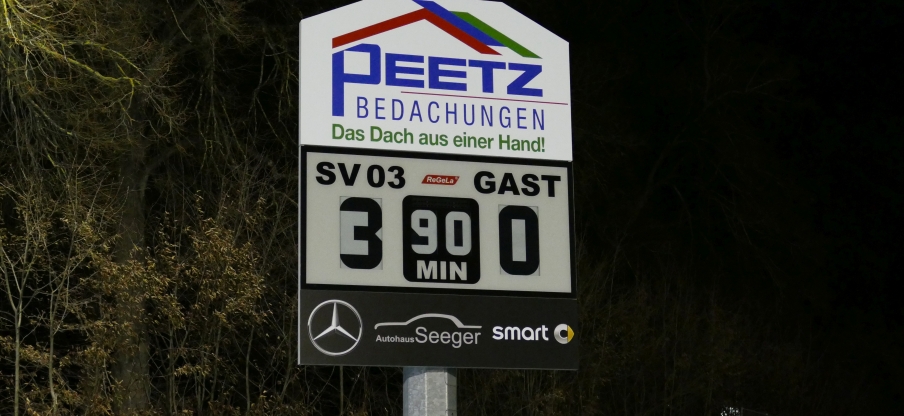 PEETZ
BEDACHUNGEN
Das Dach aus einer Hand!
SV 03 ReGeLa GAST
3 90 0
MIN
Autohaus Seeger smart